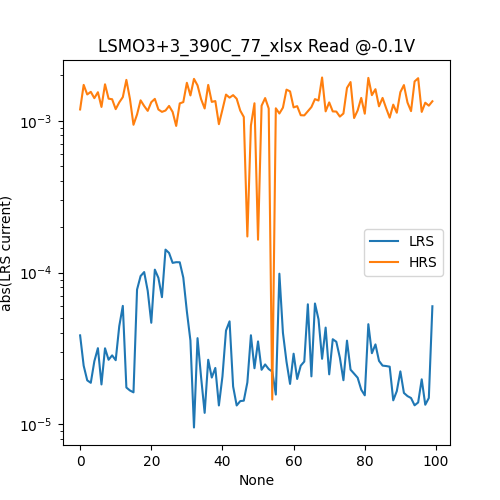 LSMO3+3_390C_77_xlsx Read @-0.1V
abs(LRS current)
10⁻³
10⁻⁴
10⁻⁵
LRS
HRS
0 20 40 60 80 100
None